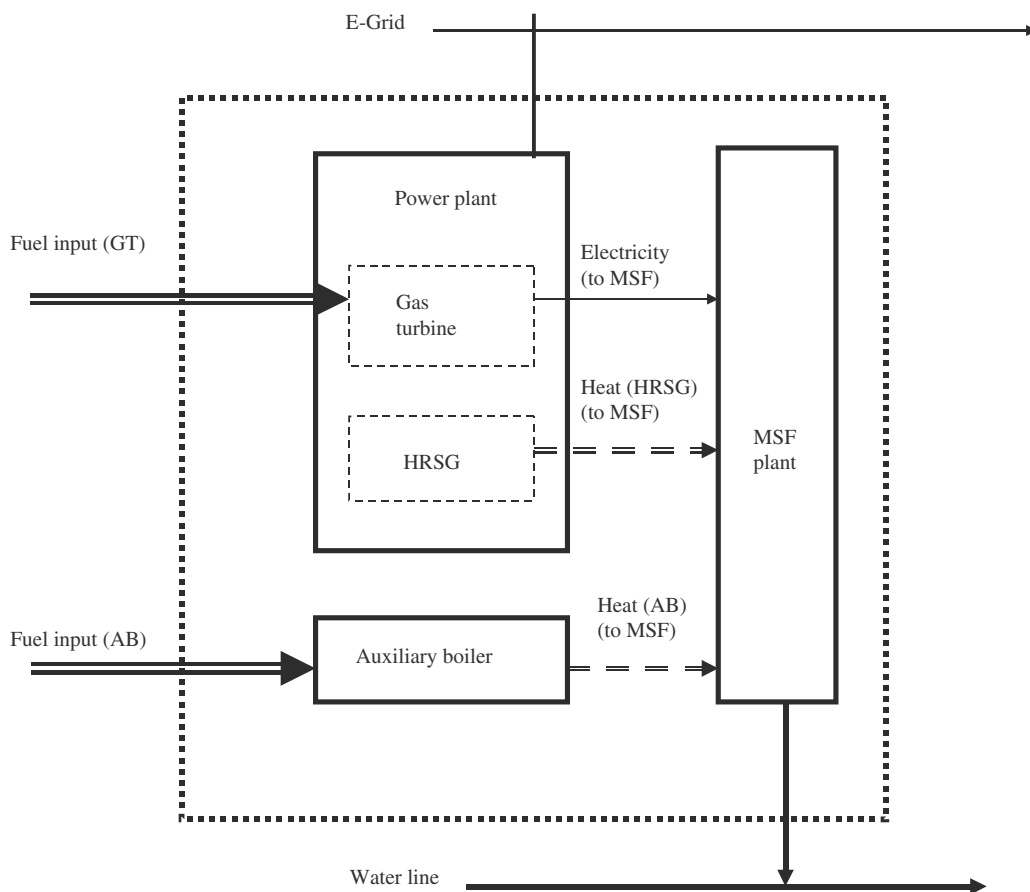 E-Grid
Power plant
Fuel input (GT)
Electricity
(to MSF)
Gas
turbine
Heat (HRSG)
(to MSF)
HRSG
MSF
plant
Heat (AB)
(to MSF)
Fuel input (AB)
Auxiliary boiler
Water line